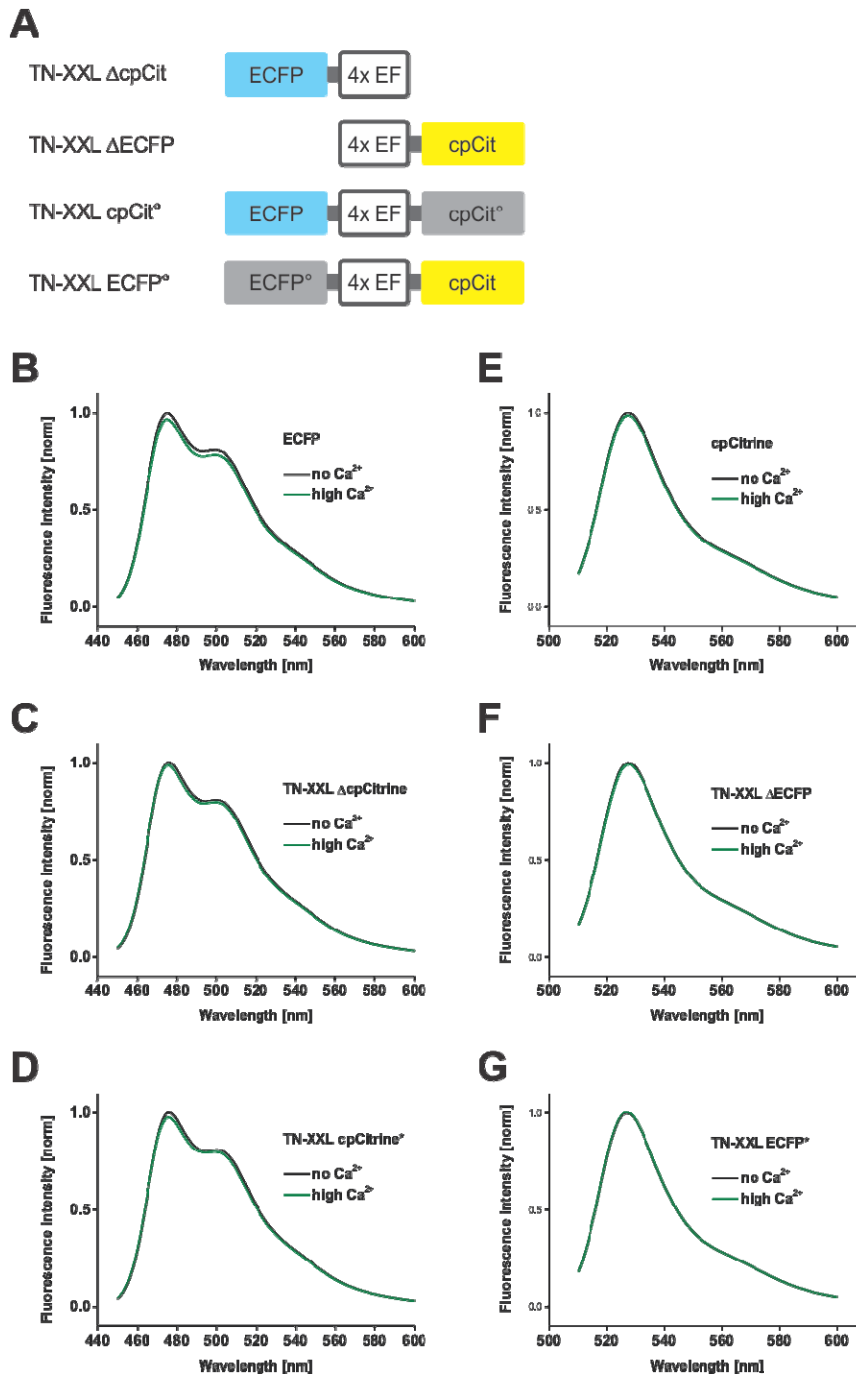 A
TN-XXL ΔcpCit
ECFP
4x EF
TN-XXL ΔECFP
4x EF
cpCit
TN-XXL cpCitº
ECFP
4x EF
cpCitº
TN-XXL ECFPº
ECFPº
4x EF
cpCit
B
Fluorescence Intensity [norm]
1.0
0.5
0.0
ECFP
no Ca²⁺
high Ca²⁺
440 460 480 500 520 540 560 580 600
Wavelength [nm]
E
Fluorescence Intensity [norm]
1.0
0.5
0.0
cpCitrine
no Ca²⁺
high Ca²⁺
500 520 540 560 580 600
Wavelength [nm]
C
Fluorescence Intensity [norm]
1.0
0.5
0.0
TN-XXL ΔcpCitrine
no Ca²⁺
high Ca²⁺
440 460 480 500 520 540 560 580 600
Wavelength [nm]
F
Fluorescence Intensity [norm]
1.0
0.5
0.0
TN-XXL ΔECFP
no Ca²⁺
high Ca²⁺
500 520 540 560 580 600
Wavelength [nm]
D
Fluorescence Intensity [norm]
1.0
0.5
0.0
TN-XXL cpCitrine*
no Ca²⁺
high Ca²⁺
440 460 480 500 520 540 560 580 600
Wavelength [nm]
G
Fluorescence Intensity [norm]
1.0
0.5
0.0
TN-XXL ECFP*
no Ca²⁺
high Ca²⁺
500 520 540 560 580 600
Wavelength [nm]